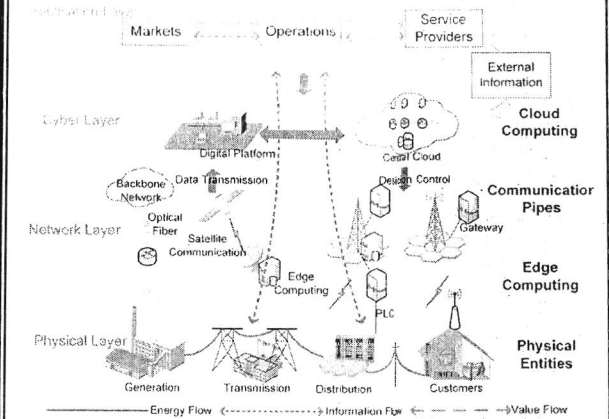 Markets
Operations
Service
Providers
External
Information
Cyber Layer
Digital Platform
Cloud
Cloud
Computing
Backbone
Network
Data Transmission
Control
Communicatior
Pipes
Optical
Fiber
Satellite
Communication
Gateway
Network Layer
Edge
Computing
Edge
Computing
PLC
Physical Layer
Physical
Entities
Generation
Transmission
Distribution
Customers
Energy Flow
Information Flow
Value Flow